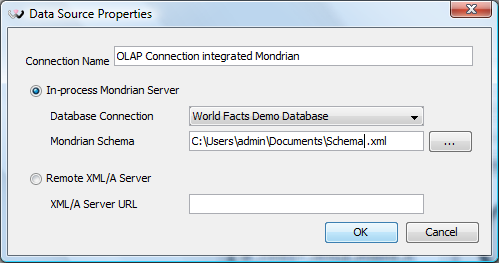 Data Source Properties
Connection Name OLAP Connection integrated Mondrian
In-process Mondrian Server
Database Connection World Facts Demo Database
Mondrian Schema C:\Users\admin\Documents\Schema.xml ...
Remote XML/A Server
XML/A Server URL
OK Cancel